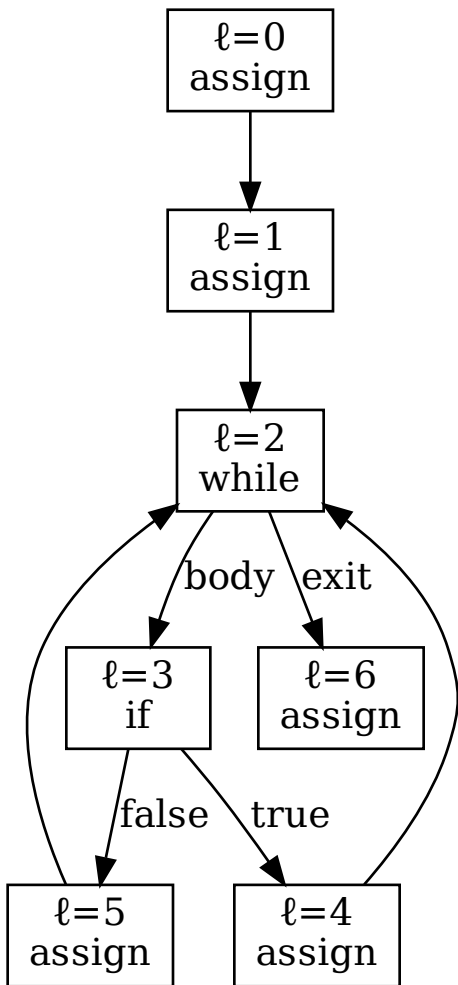 ℓ=0
assign
ℓ=1
assign
ℓ=2
while
body
exit
ℓ=3
if
ℓ=6
assign
false
true
ℓ=5
assign
ℓ=4
assign